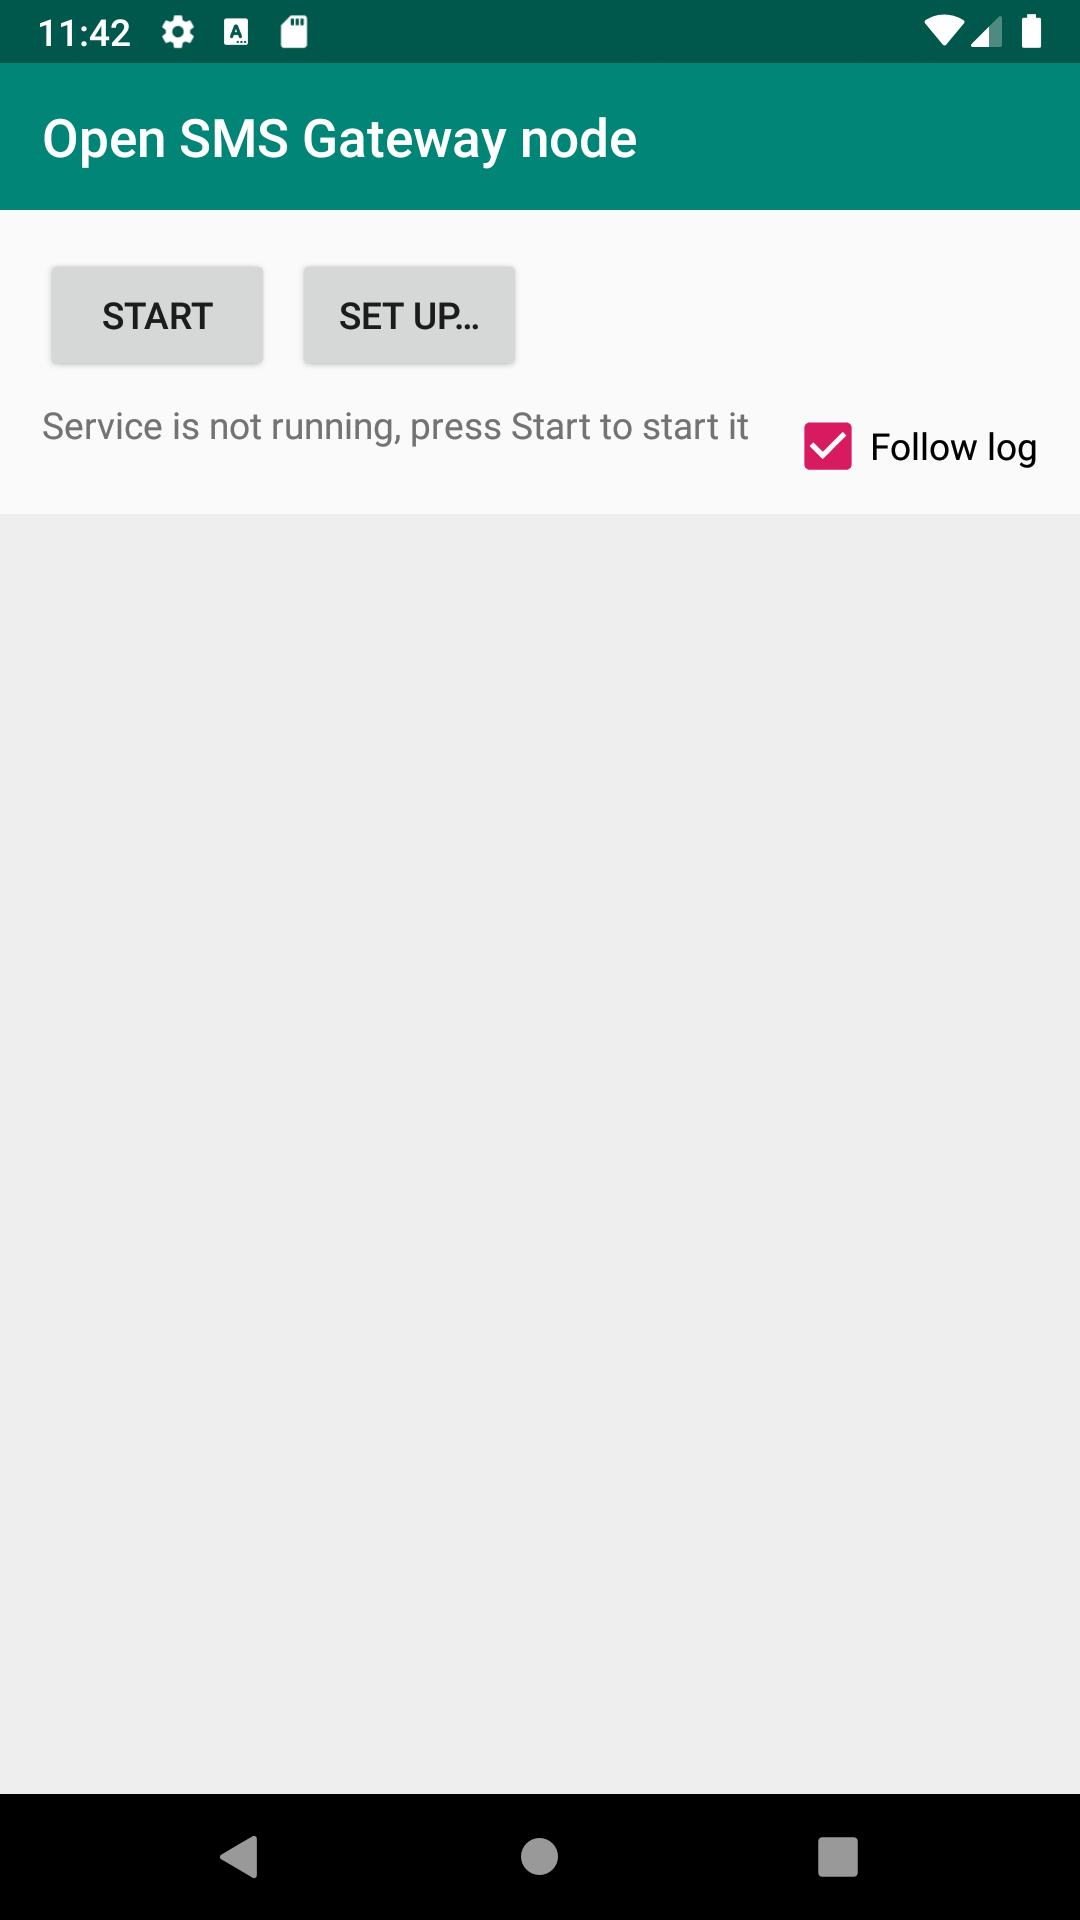 11:42
Open SMS Gateway node
START
SET UP...
Service is not running, press Start to start it
Follow log